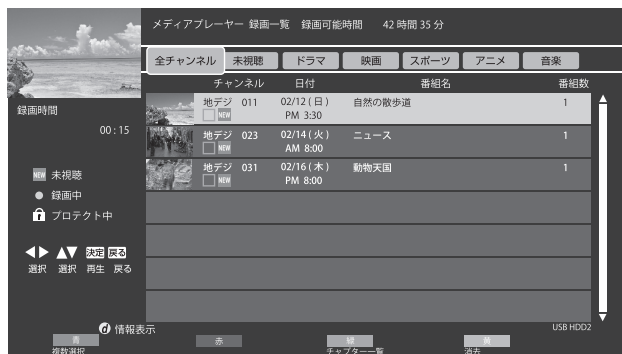 メディアプレーヤー 録画一覧 録画可能時間 42 時間 35 分
全チャンネル 未視聴 ドラマ 映画 スポーツ アニメ 音楽
チャンネル 日付 番組名 番組数
地デジ 011 02/12 ( 日 ) 自然の散歩道 1
NEW PM 3:30
地デジ 023 02/14 ( 火 ) ニュース 1
NEW AM 8:00
地デジ 031 02/16 ( 木 ) 動物天国 1
NEW PM 8:00
録画時間
00 : 15
NEW 未視聴
録画中
プロテクト中
決定 戻る
選択 選択 再生 戻る
d 情報表示
USB HDD2
青 赤 緑 黄
複数選択 チャプター一覧 消去